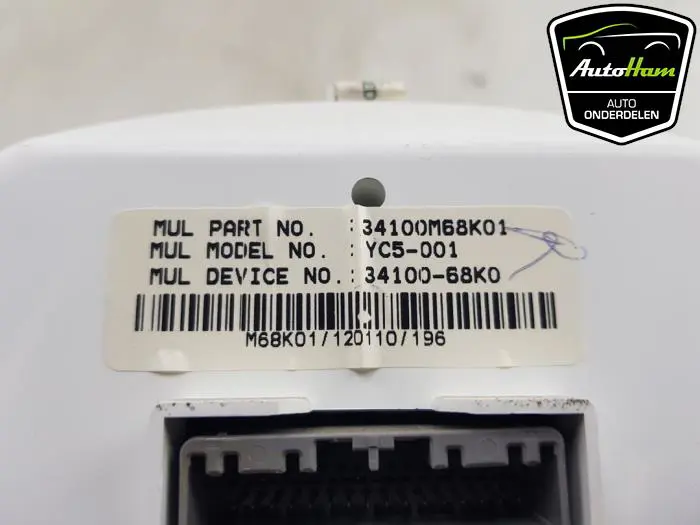 AutoHam
AUTO
ONDERDELEN
MUL PART NO. :34100M68K01
MUL MODEL NO. : YC5-001
MUL DEVICE NO.: 34100-68K0
M68K01/120110/196